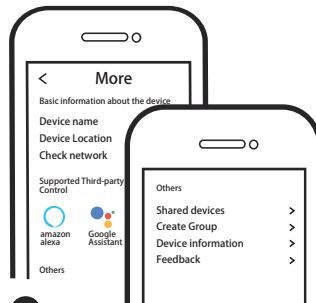 More
Basic information about the device
Device name
Device Location
Check network
Supported Third-party
Control
amazon
alexa
Google
Assistant
Others
Others
Shared devices
Create Group
Device information
Feedback